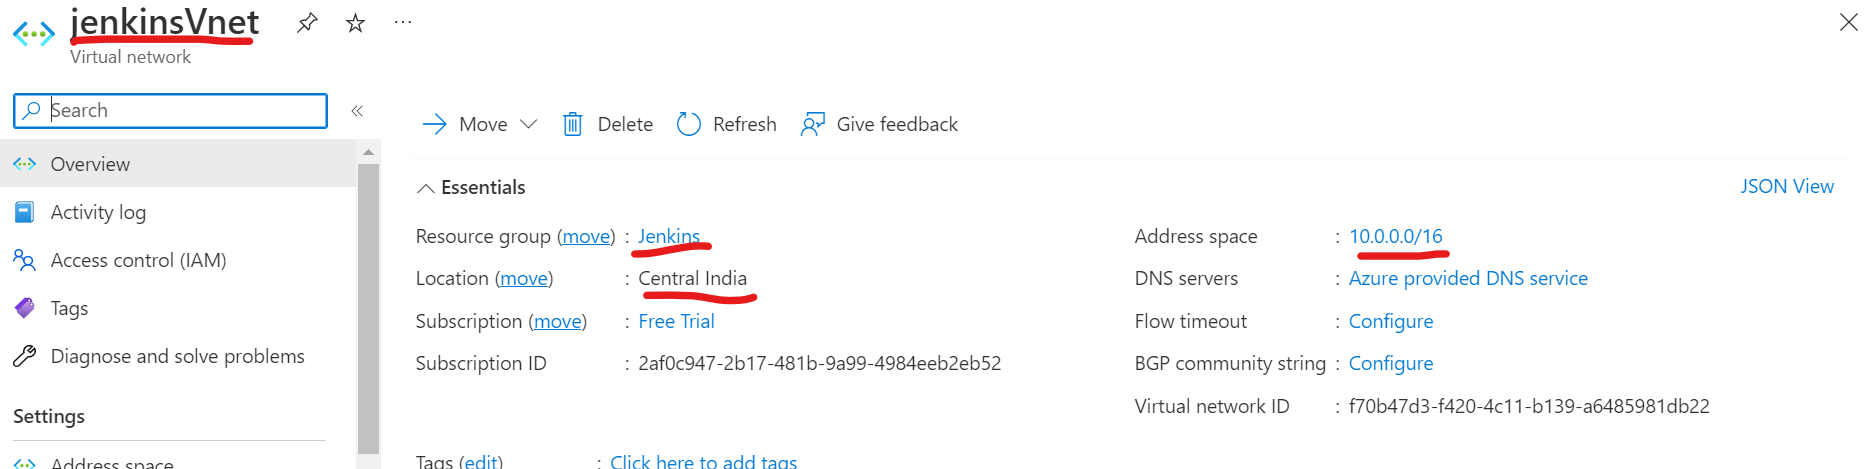 jenkinsVnet
Virtual network
Search
Move Delete Refresh Give feedback
Overview
Activity log
Access control (IAM)
Tags
Diagnose and solve problems
Settings
Address space
Essentials
JSON View
Resource group (move) : Jenkins
Location (move) : Central India
Subscription (move) : Free Trial
Subscription ID : 2af0c947-2b17-481b-9a99-4984eeb2eb52
Address space : 10.0.0.0/16
DNS servers : Azure provided DNS service
Flow timeout : Configure
BGP community string : Configure
Virtual network ID : f70b47d3-f420-4c11-b139-a6485981db22
Tags (edit) : Click here to add tags